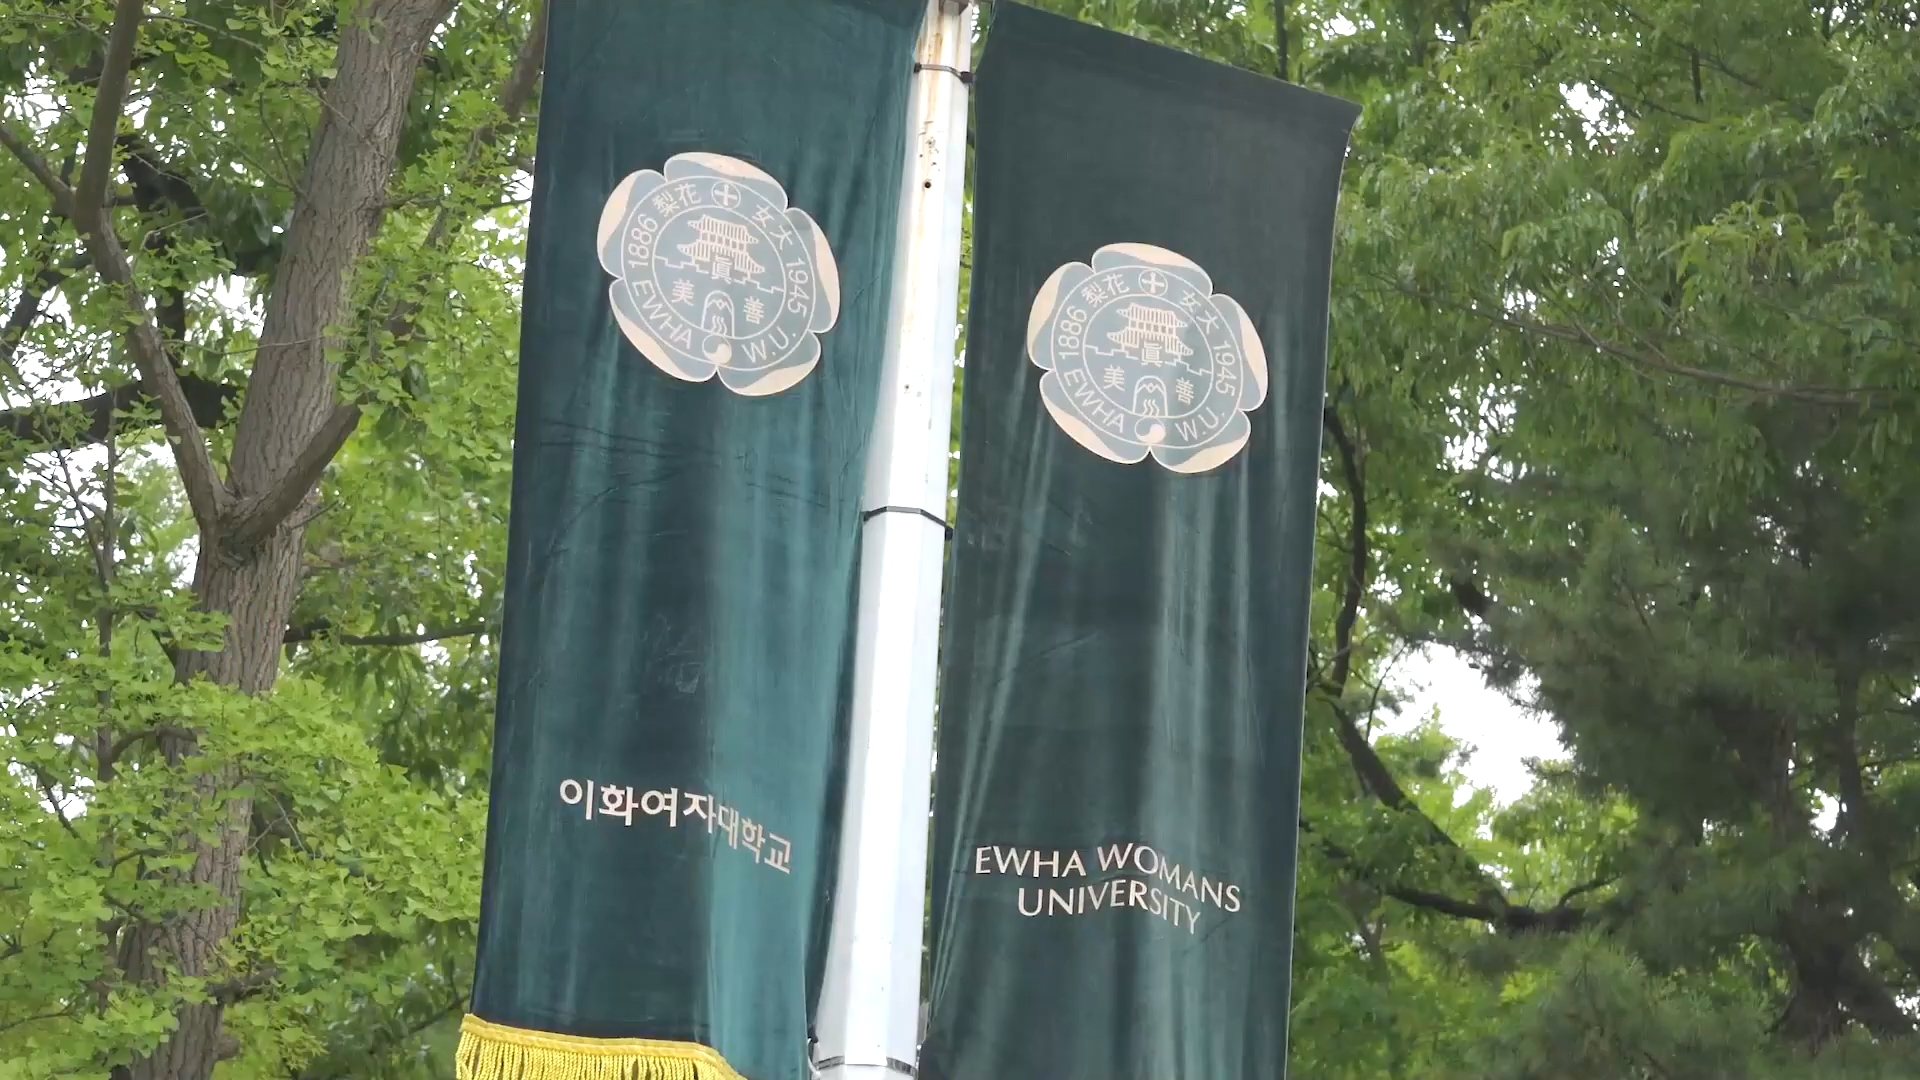 梨花 女大
1886 1945
眞
美 善
EWHA W.U.
이화여자대학교
梨花 女大
1886 1945
眞
美 善
EWHA W.U.
EWHA WOMANS
UNIVERSITY